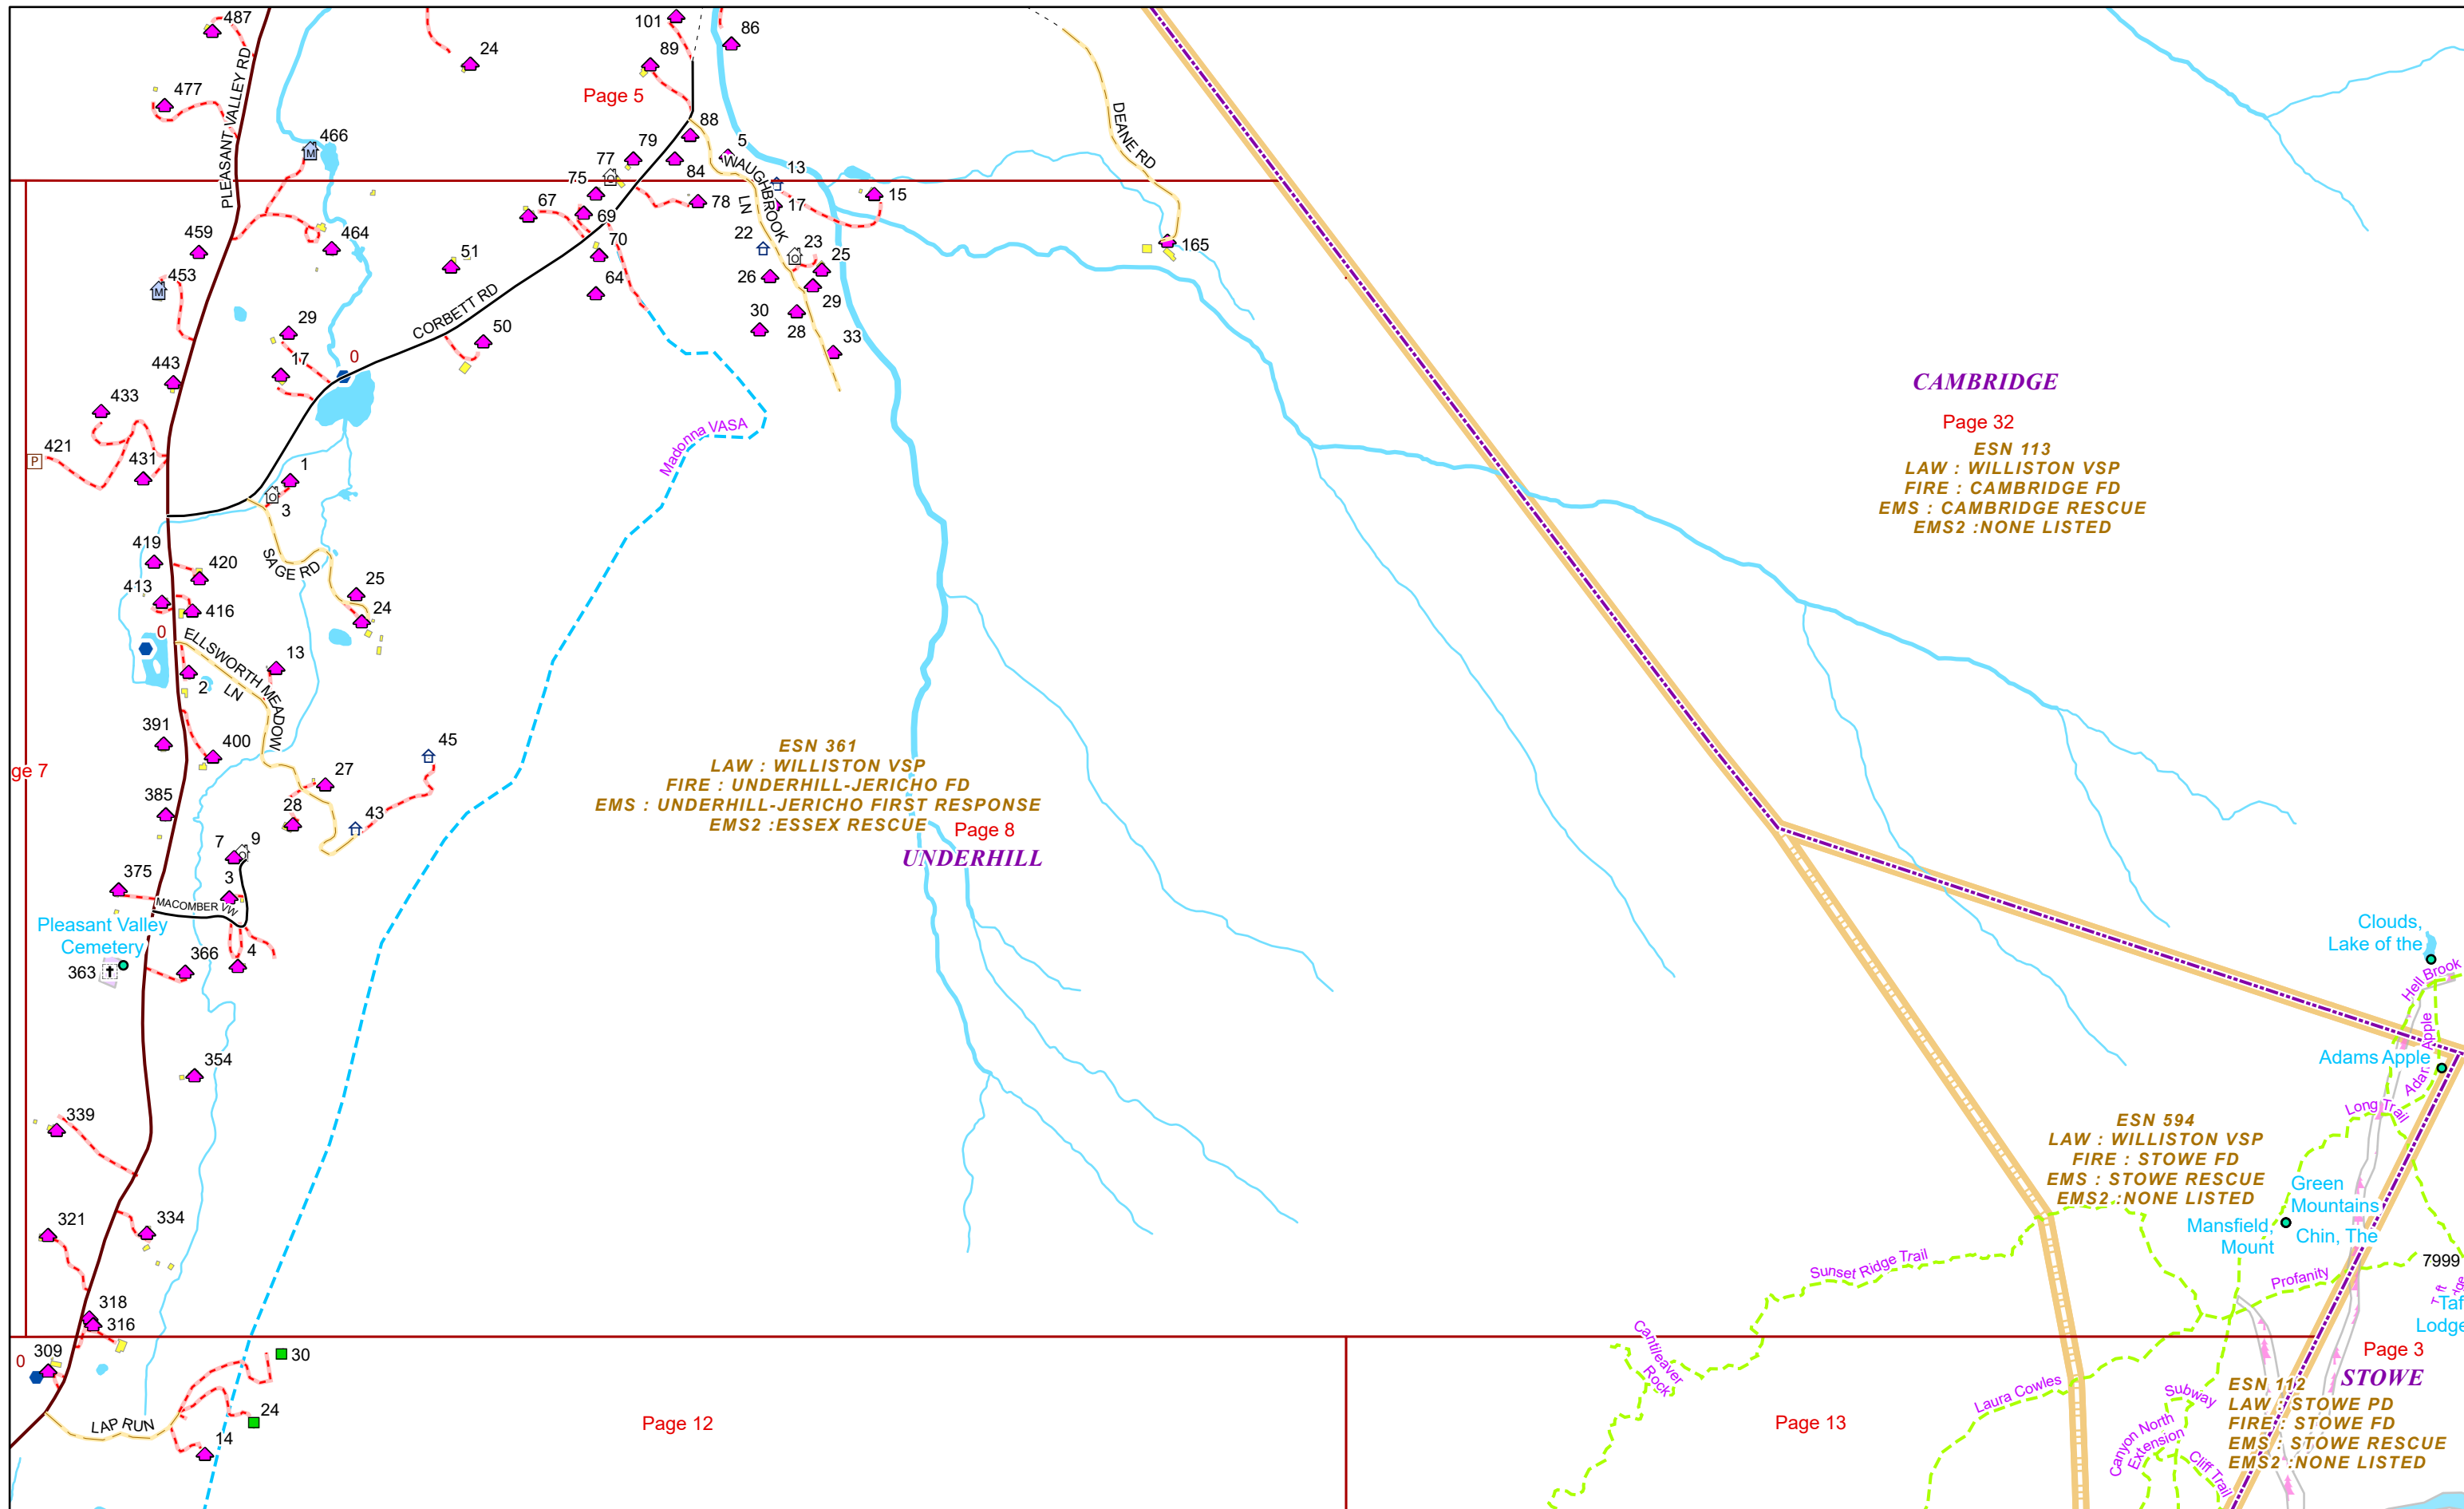 487
24
101
86
89
PLEASANT VALLEY RD
Page 5
477
466
88
79
5
77
84
13
DEANE RD
75
67
78
WAUGHBROOK LN
17
15
69
459
464
70
22
23
165
51
25
453
26
64
29
30
28
29
CORBETT RD
50
17
0
33
443
CAMBRIDGE
433
Page 32
Madonna VASA
421
431
ESN 113
LAW : WILLISTON VSP
FIRE : CAMBRIDGE FD
EMS : CAMBRIDGE RESCUE
EMS2 :NONE LISTED
1
3
419
420
SAGE RD
413
25
416
24
0
ELLSWORTH MEADOW LN
13
2
391
400
45
ge 7
ESN 361
LAW : WILLISTON VSP
FIRE : UNDERHILL-JERICHO FD
EMS : UNDERHILL-JERICHO FIRST RESPONSE
EMS2 :ESSEX RESCUE
Page 8
UNDERHILL
27
385
28
43
7
9
375
3
MACOMBER VW
Pleasant Valley
Cemetery
363
366
4
Clouds,
Lake of the
Hell Brook
354
Adams Apple
Apple
339
Long Trail
ESN 594
LAW : WILLISTON VSP
FIRE : STOWE FD
EMS : STOWE RESCUE
EMS2 :NONE LISTED
Green
Mountains
321
334
Mansfield,
Mount
Chin, The
Sunset Ridge Trail
7999
Profanity
318
316
Taf
Lodge
309
0
30
Cantileaver
Rock
Page 3
STOWE
Laura Cowles
Subway
24
LAP RUN
14
Page 12
Page 13
Canyon North
Extension
Cliff Trail
ESN 112
LAW : STOWE PD
FIRE : STOWE FD
EMS : STOWE RESCUE
EMS2 :NONE LISTED
M
M
O
O
O
O
P